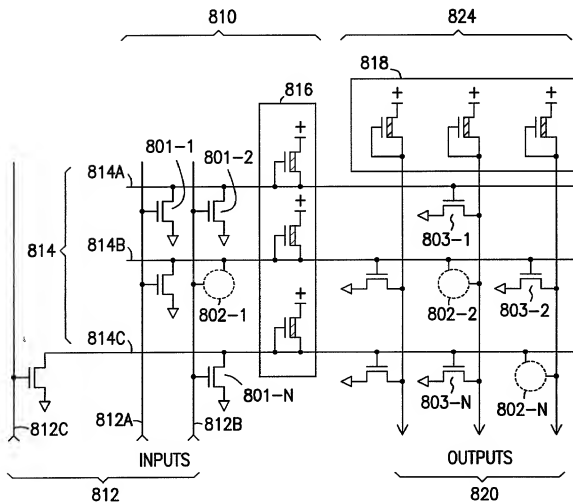 810
824
818
816
+
+
+
801-1
801-2
+
814A
803-1
+
814
814B
802-1
802-2
803-2
+
814C
801-N
803-N
802-N
812C
812A
812B
INPUTS
OUTPUTS
812
820